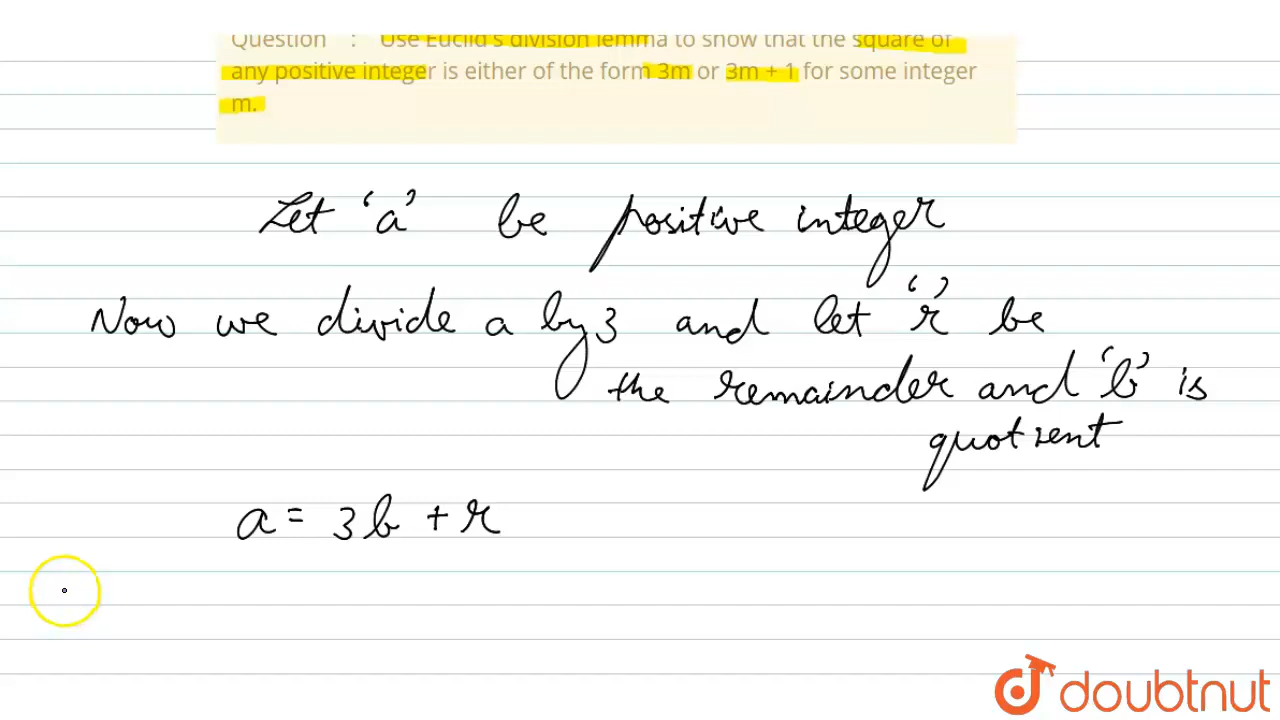 Question : Use Euclid's division lemma to show that the square of
any positive integer is either of the form 3m or 3m + 1 for some integer
m.
Let ‘a’ be positive integer
Now we divide a by 3 and let ‘r’ be
the remainder and ‘b’ is
quotient
a = 3b + r
doubtnut